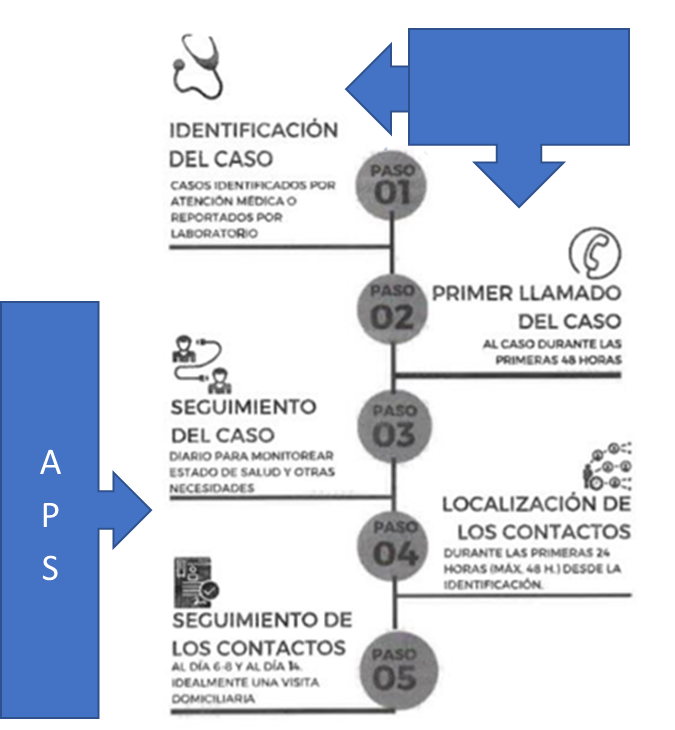 IDENTIFICACIÓN
DEL CASO
CASOS IDENTIFICADOS POR
ATENCIÓN MÉDICA O
REPORTADOS POR
LABORATORIO
PASO
01
PASO
02
PRIMER LLAMADO
DEL CASO
AL CASO DURANTE LAS
PRIMERAS 48 HORAS
A
P
S
SEGUIMIENTO
DEL CASO
DIARIO PARA MONITOREAR
ESTADO DE SALUD Y OTRAS
NECESIDADES
PASO
03
PASO
04
LOCALIZACIÓN DE
LOS CONTACTOS
DURANTE LAS PRIMERAS 24
HORAS (MÁX. 48 H.) DESDE LA
IDENTIFICACIÓN.
SEGUIMIENTO DE
LOS CONTACTOS
AL DÍA 6-8 Y AL DÍA 14.
IDEALMENTE UNA VISITA
DOMICILIARIA
PASO
05